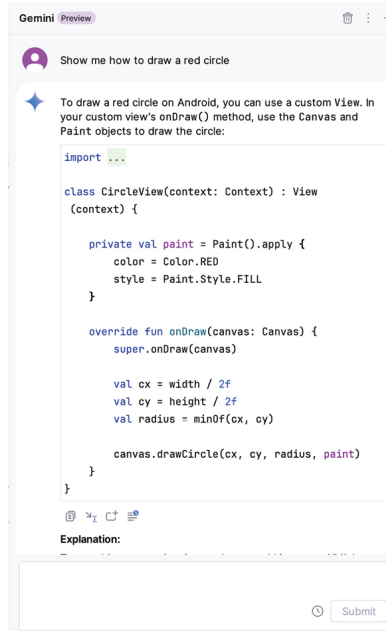 Gemini Preview
Show me how to draw a red circle
To draw a red circle on Android, you can use a custom View. In
your custom view's onDraw() method, use the Canvas and
Paint objects to draw the circle:
import ...
class CircleView(context: Context) : View
(context) {
private val paint = Paint().apply {
color = Color.RED
style = Paint.Style.FILL
}
override fun onDraw(canvas: Canvas) {
super.onDraw(canvas)
val cx = width / 2f
val cy = height / 2f
val radius = minOf(cx, cy)
canvas.drawCircle(cx, cy, radius, paint)
}
}
Explanation:
Submit